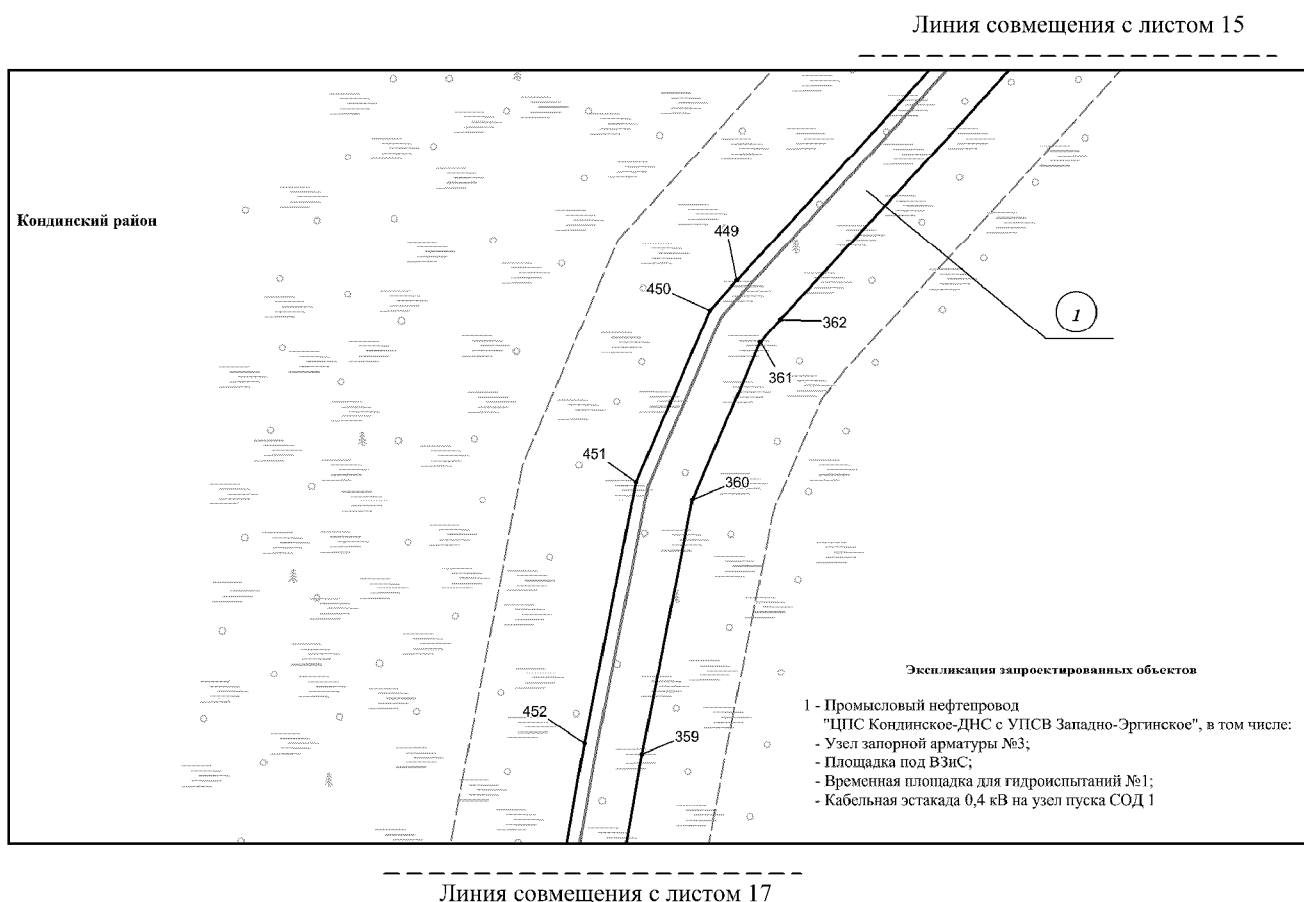 Линия совмещения с листом 15
Кондинский район
449
450
362
1
361
451
360
452
359
Экспликация запроектированных объектов
1 - Промысловый нефтепровод
"ЦПС Кондинское-ДНС с УПСВ Западно-Эргинское", в том числе:
- Узел запорной арматуры №3;
- Площадка под ВЗиС;
- Временная площадка для гидроиспытаний №1;
- Кабельная эстакада 0,4 кВ на узел пуска СОД 1
Линия совмещения с листом 17